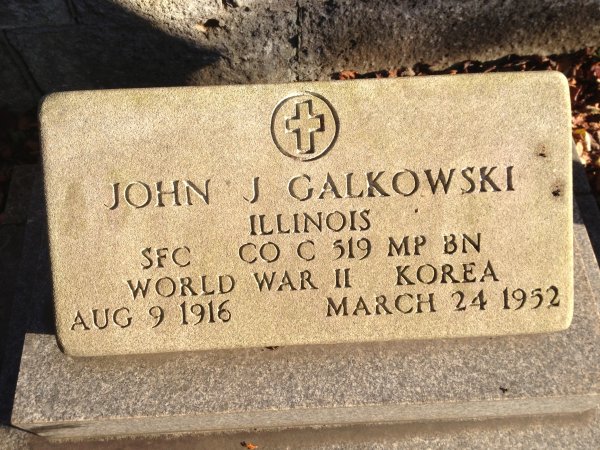 JOHN J GALKOWSKI
ILLINOIS
SFC CO C 519 MP BN
WORLD WAR II KOREA
AUG 9 1916 MARCH 24 1952